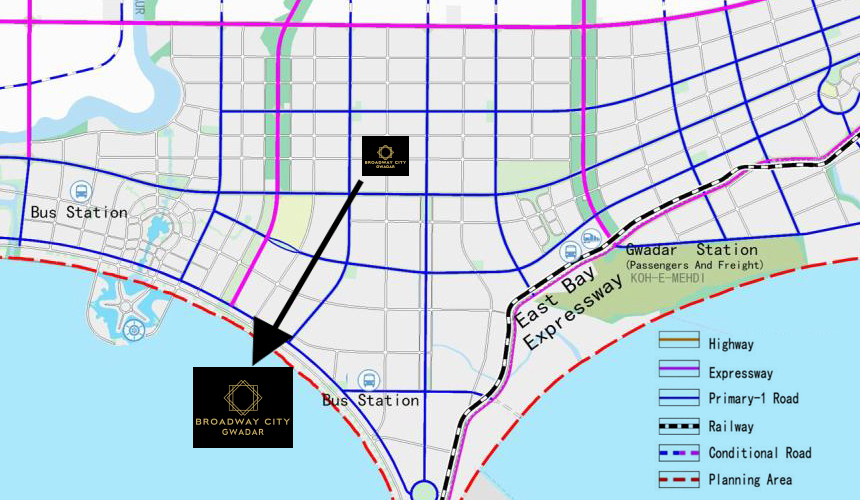 UR
BROADWAY CITY
GWADAR
Bus Station
Gwadar Station
(Passengers And Freight)
KOH-E-MEHDI
East Bay
Expressway
BROADWAY CITY
GWADAR
Bus Station
Highway
Expressway
Primary-1 Road
Railway
Conditional Road
Planning Area